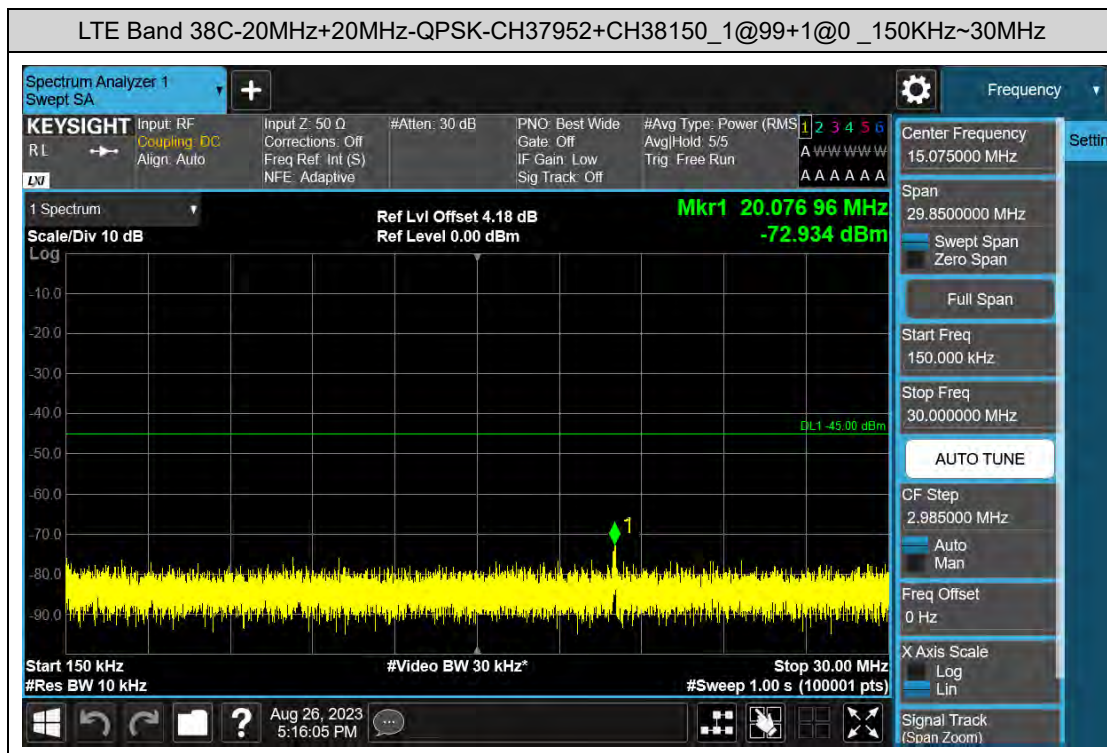 LTE Band 38C-20MHz+20MHz-QPSK-CH37952+CH38150_1@99+1@0 _150KHz~30MHz
Spectrum Analyzer 1
Swept SA
Frequency
KEYSIGHT
R L
LXI
Input: RF
Coupling: DC
Align: Auto
Input Z: 50 Ω
Corrections: Off
Freq Ref: Int (S)
NFE: Adaptive
#Atten: 30 dB
PNO: Best Wide
Gate: Off
IF Gain: Low
Sig Track: Off
#Avg Type: Power (RMS
Avg|Hold: 5/5
Trig: Free Run
1 2 3 4 5 6
A W W W W W
A A A A A A
1 Spectrum
Scale/Div 10 dB
Log
Ref Lvl Offset 4.18 dB
Ref Level 0.00 dBm
Mkr1 20.076 96 MHz
-72.934 dBm
-10.0
-20.0
-30.0
-40.0
DL1 -45.00 dBm
-50.0
-60.0
-70.0
1
-80.0
-90.0
Start 150 kHz
#Res BW 10 kHz
#Video BW 30 kHz*
Stop 30.00 MHz
#Sweep 1.00 s (100001 pts)
Center Frequency
15.075000 MHz
Settin
Span
29.8500000 MHz
Swept Span
Zero Span
Full Span
Start Freq
150.000 kHz
Stop Freq
30.000000 MHz
AUTO TUNE
CF Step
2.985000 MHz
Auto
Man
Freq Offset
0 Hz
X Axis Scale
Log
Lin
Signal Track
(Span Zoom)
?
Aug 26, 2023
5:16:05 PM